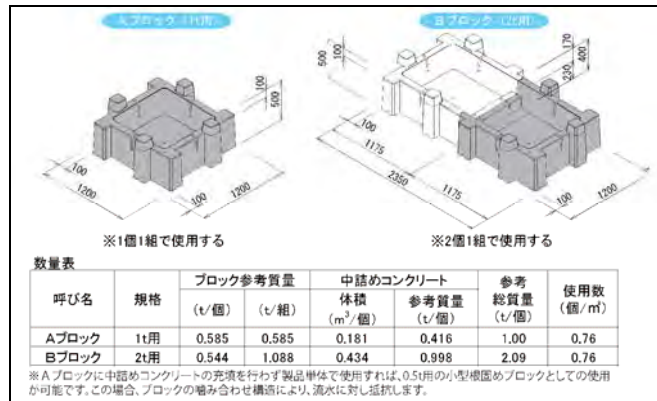 Aブロック（1t用）
Bブロック（2t用）
100
500
100
1200
100
1200
500
100
170
230
400
100
1175
2350
1175
100
1200
※1個1組で使用する
※2個1組で使用する
数量表
呼び名 規格 ブロック参考質量 中詰めコンクリート 参考総質量(t/個) 使用数(個/㎡)
(t/個) (t/組) 体積(m³/個) 参考質量(t/個)
Aブロック 1t用 0.585 0.585 0.181 0.416 1.00 0.76
Bブロック 2t用 0.544 1.088 0.434 0.998 2.09 0.76
※Aブロックに中詰めコンクリートの充填を行わず製品単体で使用すれば、0.5t用の小型根固めブロックとしての使用
が可能です。この場合、ブロックの噛み合わせ構造により、流水に対し抵抗します。